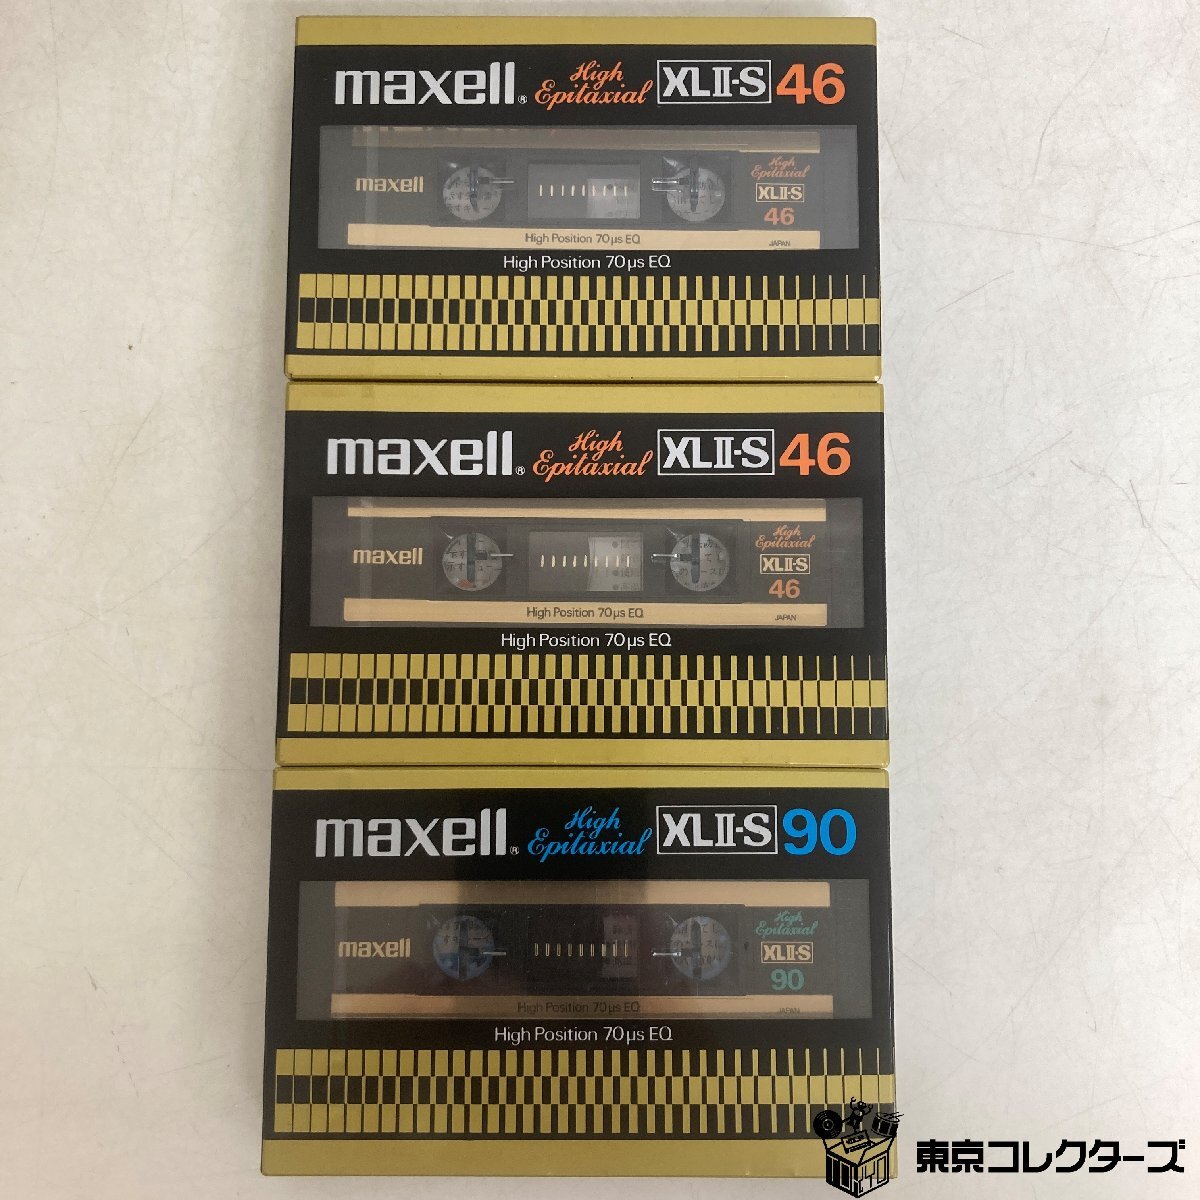 maxell® High Epitaxial XLII-S 46
maxell
High Epitaxial
XLII-S
46
High Position 70µs EQ
JAPAN
High Position 70µs EQ
maxell® High Epitaxial XLII-S 46
maxell
High Epitaxial
XLII-S
46
High Position 70µs EQ
JAPAN
High Position 70µs EQ
maxell® High Epitaxial XLII-S 90
maxell
High Epitaxial
XLII-S
90
High Position 70µs EQ
JAPAN
High Position 70µs EQ
東京コレクターズ